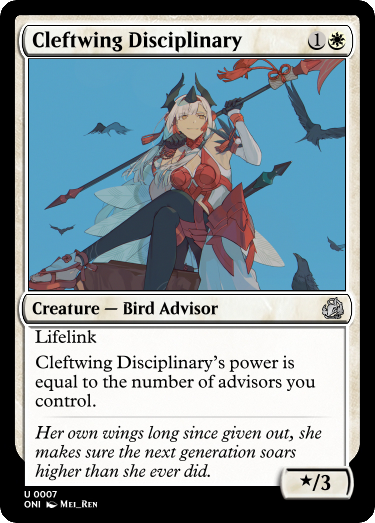 Cleftwing Disciplinary 1
Creature — Bird Advisor
Lifelink
Cleftwing Disciplinary's power is
equal to the number of advisors you
control.
Her own wings long since given out, she
makes sure the next generation soars
higher than she ever did.
★/3
U 0007
ONI Mei_Ren